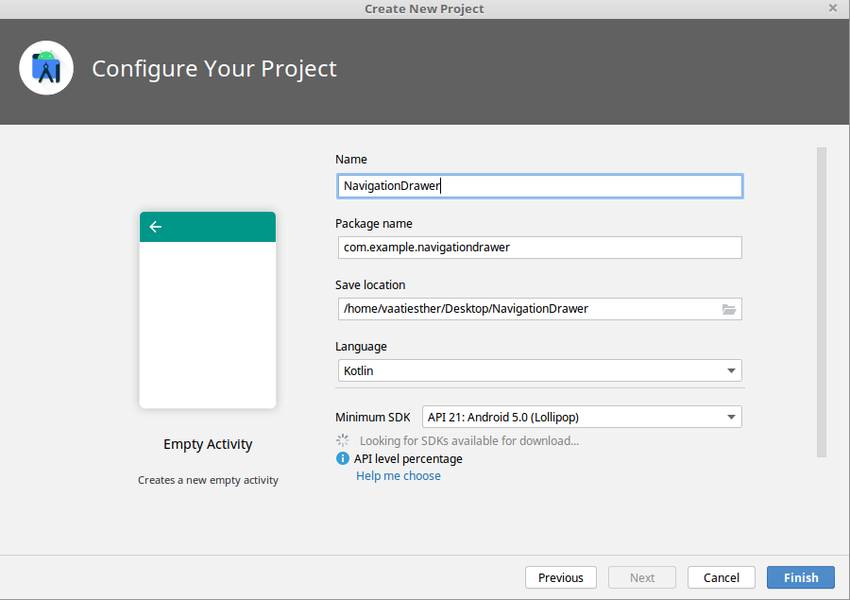 Create New Project
Configure Your Project
Name
NavigationDrawer
Package name
com.example.navigationdrawer
Save location
/home/vaatiesther/Desktop/NavigationDrawer
Language
Kotlin
Minimum SDK API 21: Android 5.0 (Lollipop)
Looking for SDKs available for download...
API level percentage
Help me choose
Empty Activity
Creates a new empty activity
Previous Next Cancel Finish